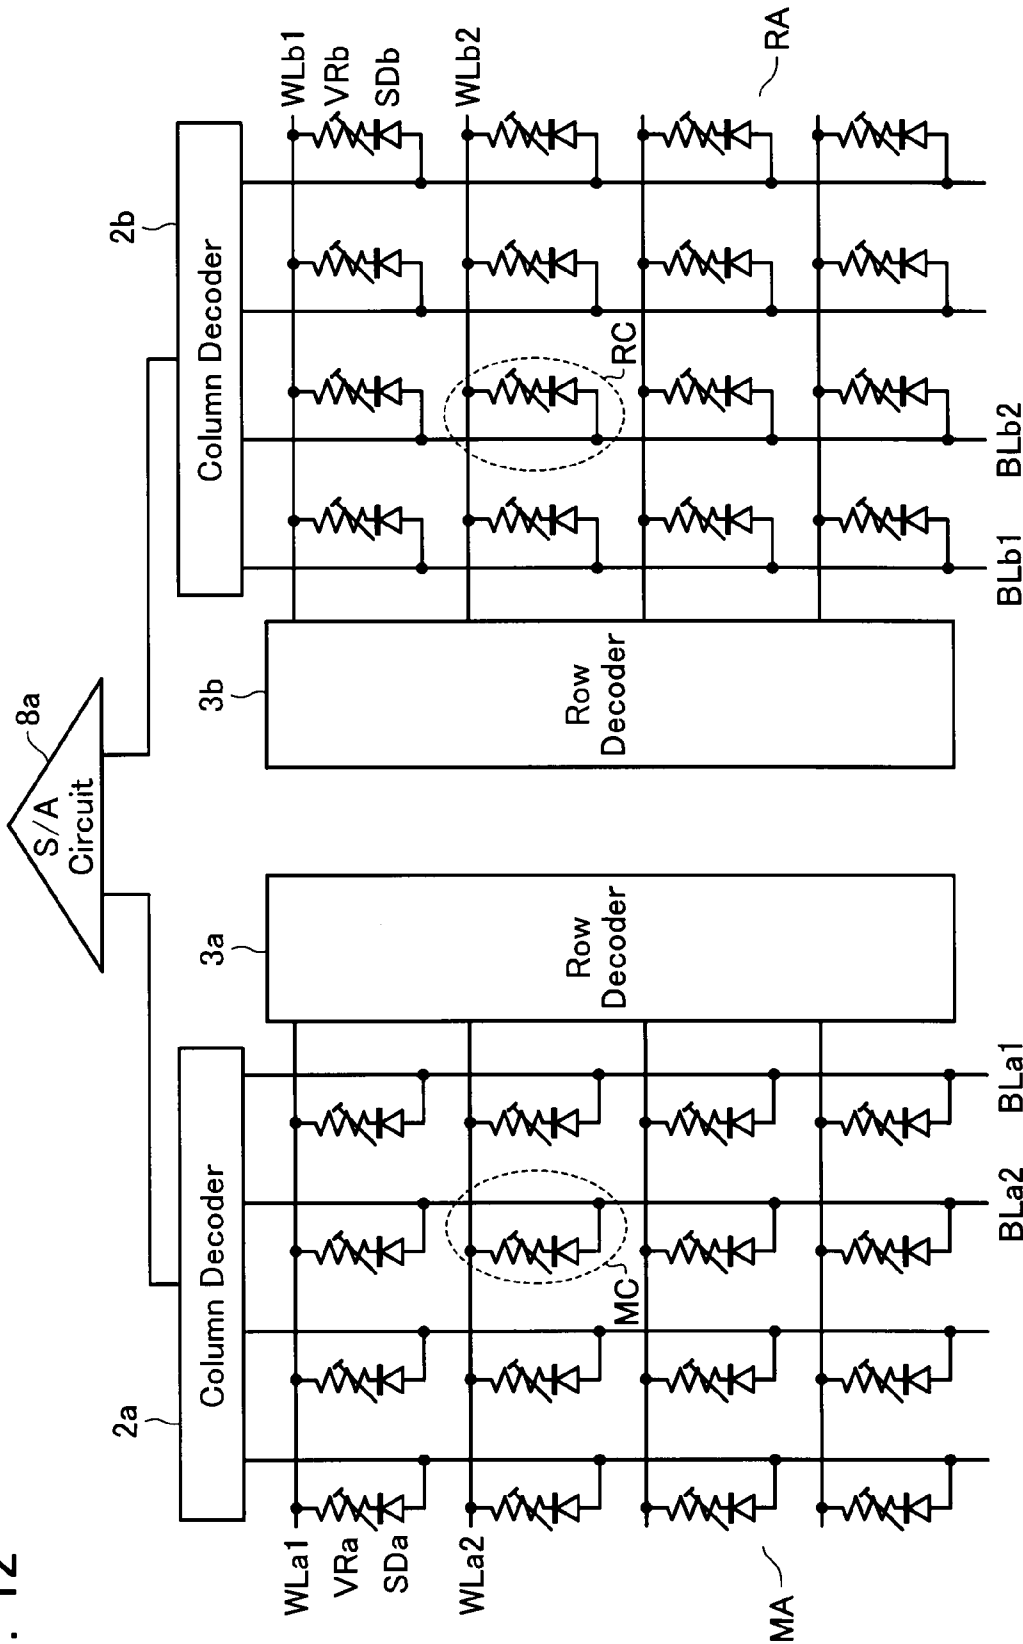 . 12
S/A
Circuit
8a
2a
Column Decoder
2b
Column Decoder
3a
Row
Decoder
3b
Row
Decoder
WLa1
VRa
SDa
WLa2
MC
MA
BLa2
BLa1
WLb1
VRb
SDb
WLb2
RC
RA
BLb1
BLb2